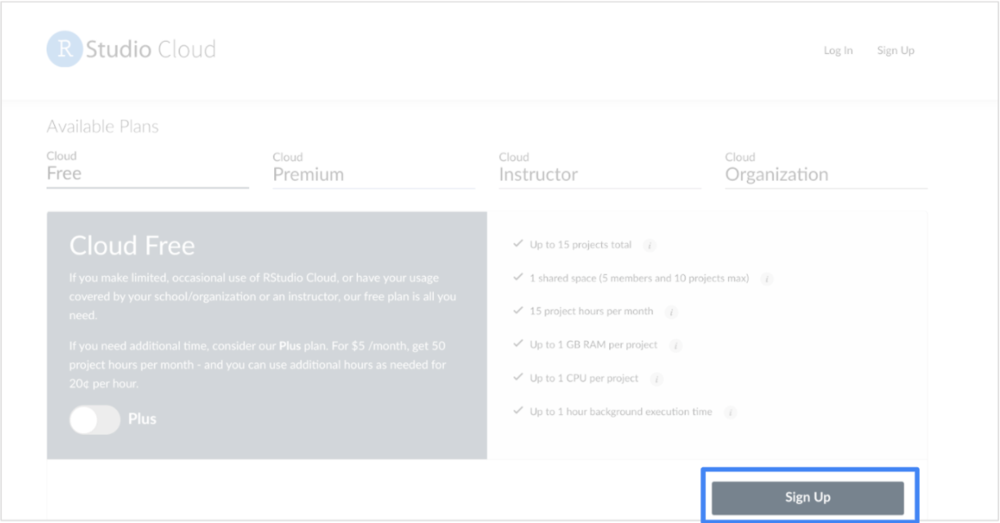 R Studio Cloud
Log In
Sign Up
Available Plans
Cloud
Free
Cloud
Premium
Cloud
Instructor
Cloud
Organization
Cloud Free
If you make limited, occasional use of RStudio Cloud, or have your usage
covered by your school/organization or an instructor, our free plan is all you
need.
If you need additional time, consider our Plus plan. For $5 /month, get 50
project hours per month - and you can use additional hours as needed for
20¢ per hour.
Plus
Up to 15 projects total i
1 shared space (5 members and 10 projects max) i
15 project hours per month i
Up to 1 GB RAM per project i
Up to 1 CPU per project i
Up to 1 hour background execution time i
Sign Up